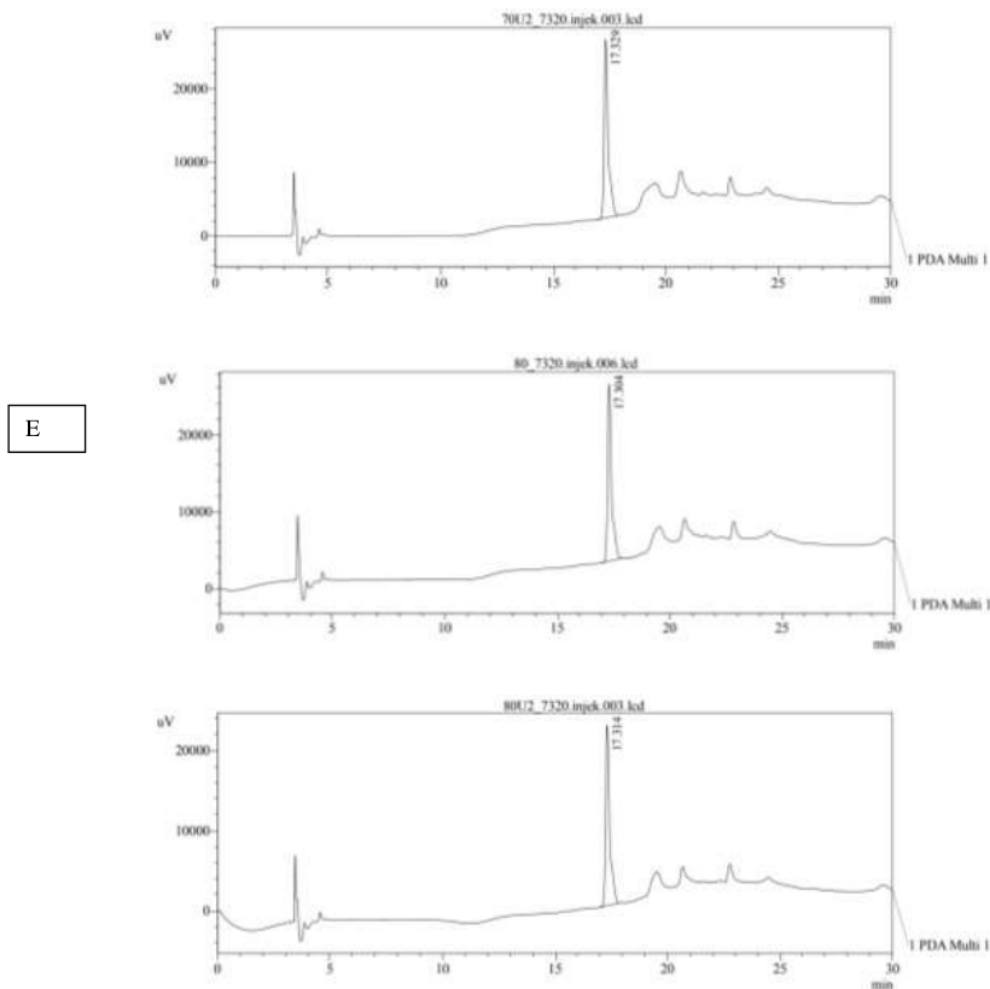 70U2_7320.injek.003.lcd
uV
17.329
20000
10000
0
0 5 10 15 20 25 30
min
1 PDA Multi 1
E
80_7320.injek.006.lcd
uV
17.304
20000
10000
0
0 5 10 15 20 25 30
min
1 PDA Multi 1
80U2_7320.injek.003.lcd
uV
17.314
20000
10000
0
0 5 10 15 20 25 30
min
1 PDA Multi 1